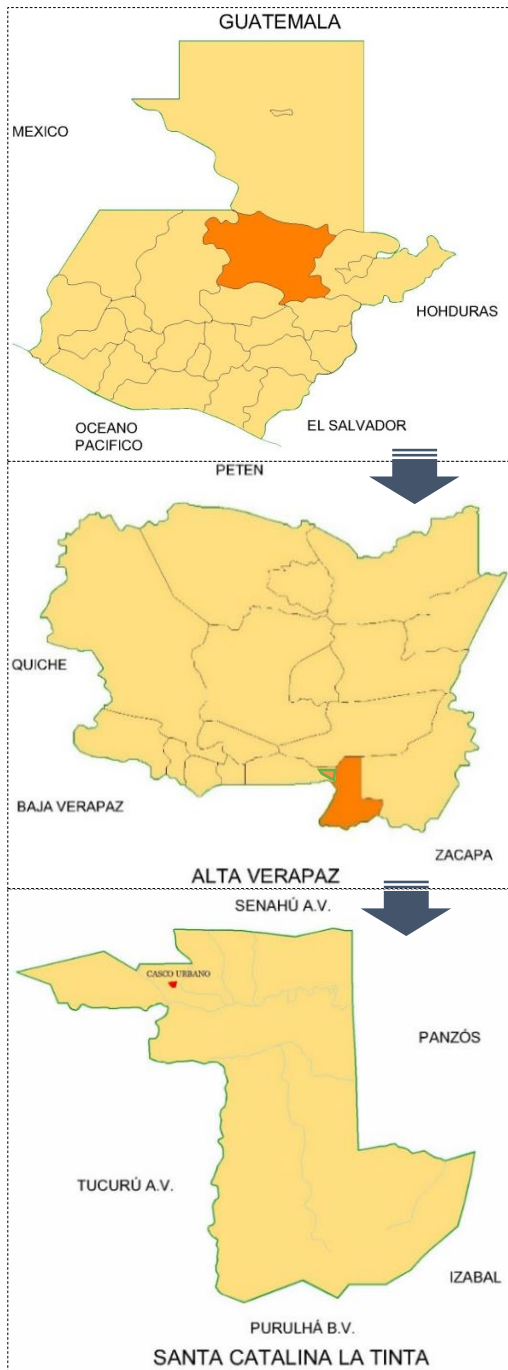 GUATEMALA
MEXICO
HOHDURAS
EL SALVADOR
OCEANO
PACIFICO
PETEN
QUICHE
BAJA VERAPAZ
ZACAPA
ALTA VERAPAZ
SENAHÚ A.V.
CASCO URBANO
PANZÓS
TUCURÚ A.V.
IZABAL
PURULHÁ B.V.
SANTA CATALINA LA TINTA